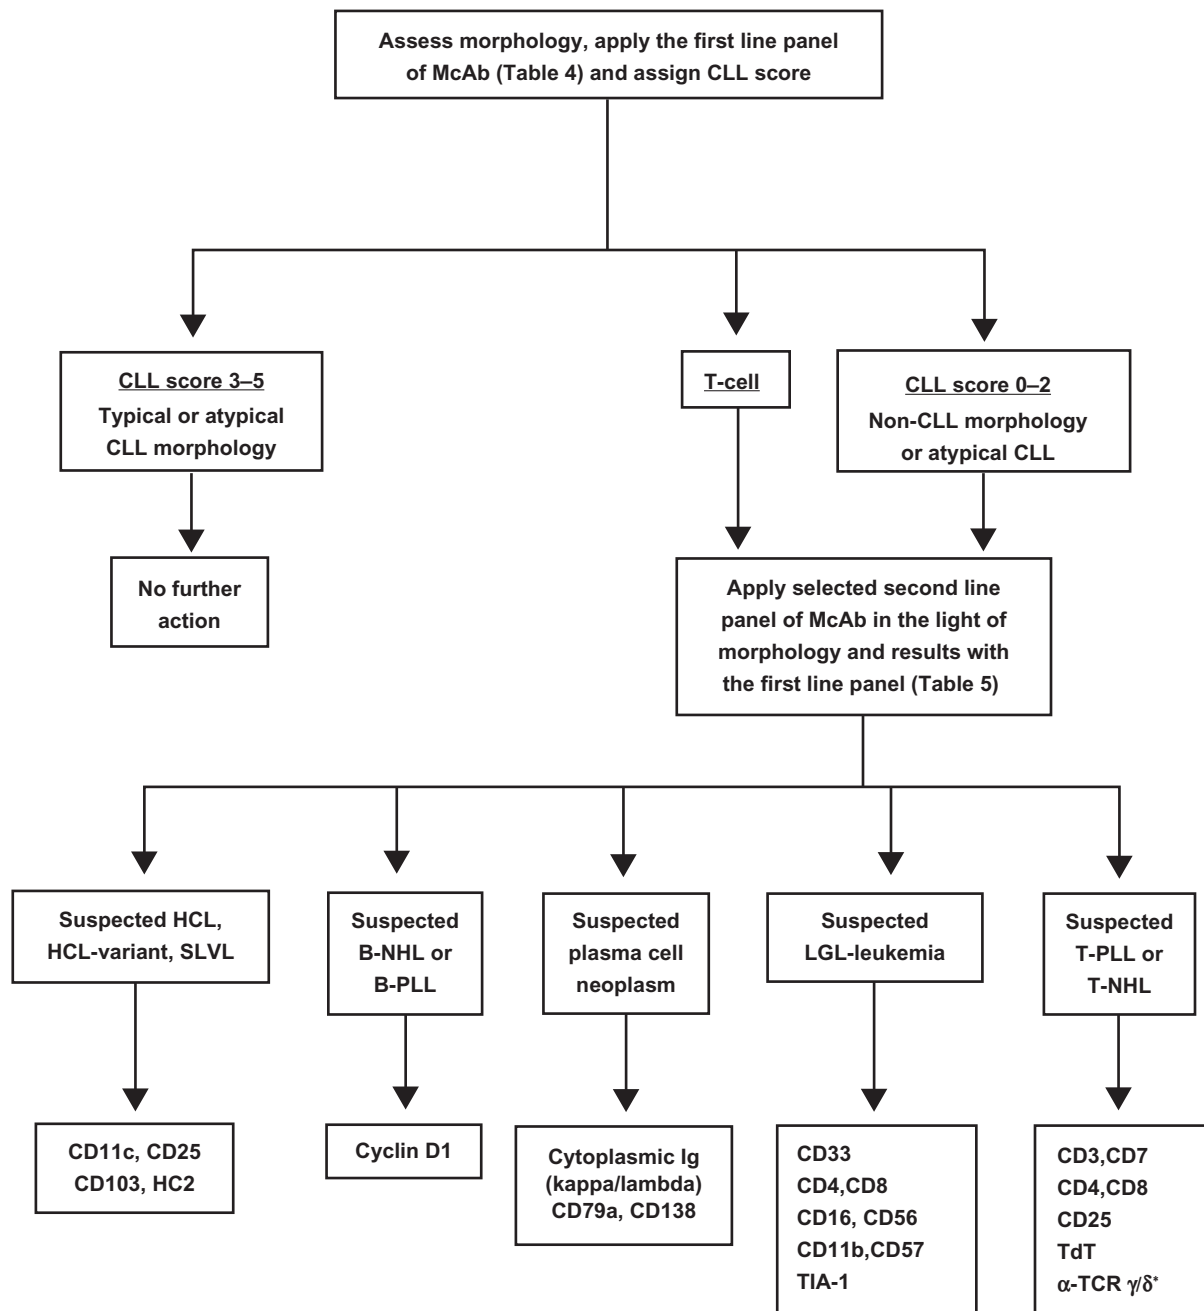 Assess morphology, apply the first line panel
of McAb (Table 4) and assign CLL score
CLL score 3–5
Typical or atypical
CLL morphology
T-cell
CLL score 0–2
Non-CLL morphology
or atypical CLL
No further
action
Apply selected second line
panel of McAb in the light of
morphology and results with
the first line panel (Table 5)
Suspected HCL,
HCL-variant, SLVL
Suspected
B-NHL or
B-PLL
Suspected
plasma cell
neoplasm
Suspected
LGL-leukemia
Suspected
T-PLL or
T-NHL
CD11c, CD25
CD103, HC2
Cyclin D1
Cytoplasmic Ig
(kappa/lambda)
CD79a, CD138
CD33
CD4,CD8
CD16, CD56
CD11b,CD57
TIA-1
CD3,CD7
CD4,CD8
CD25
TdT
α-TCR γ/δ*